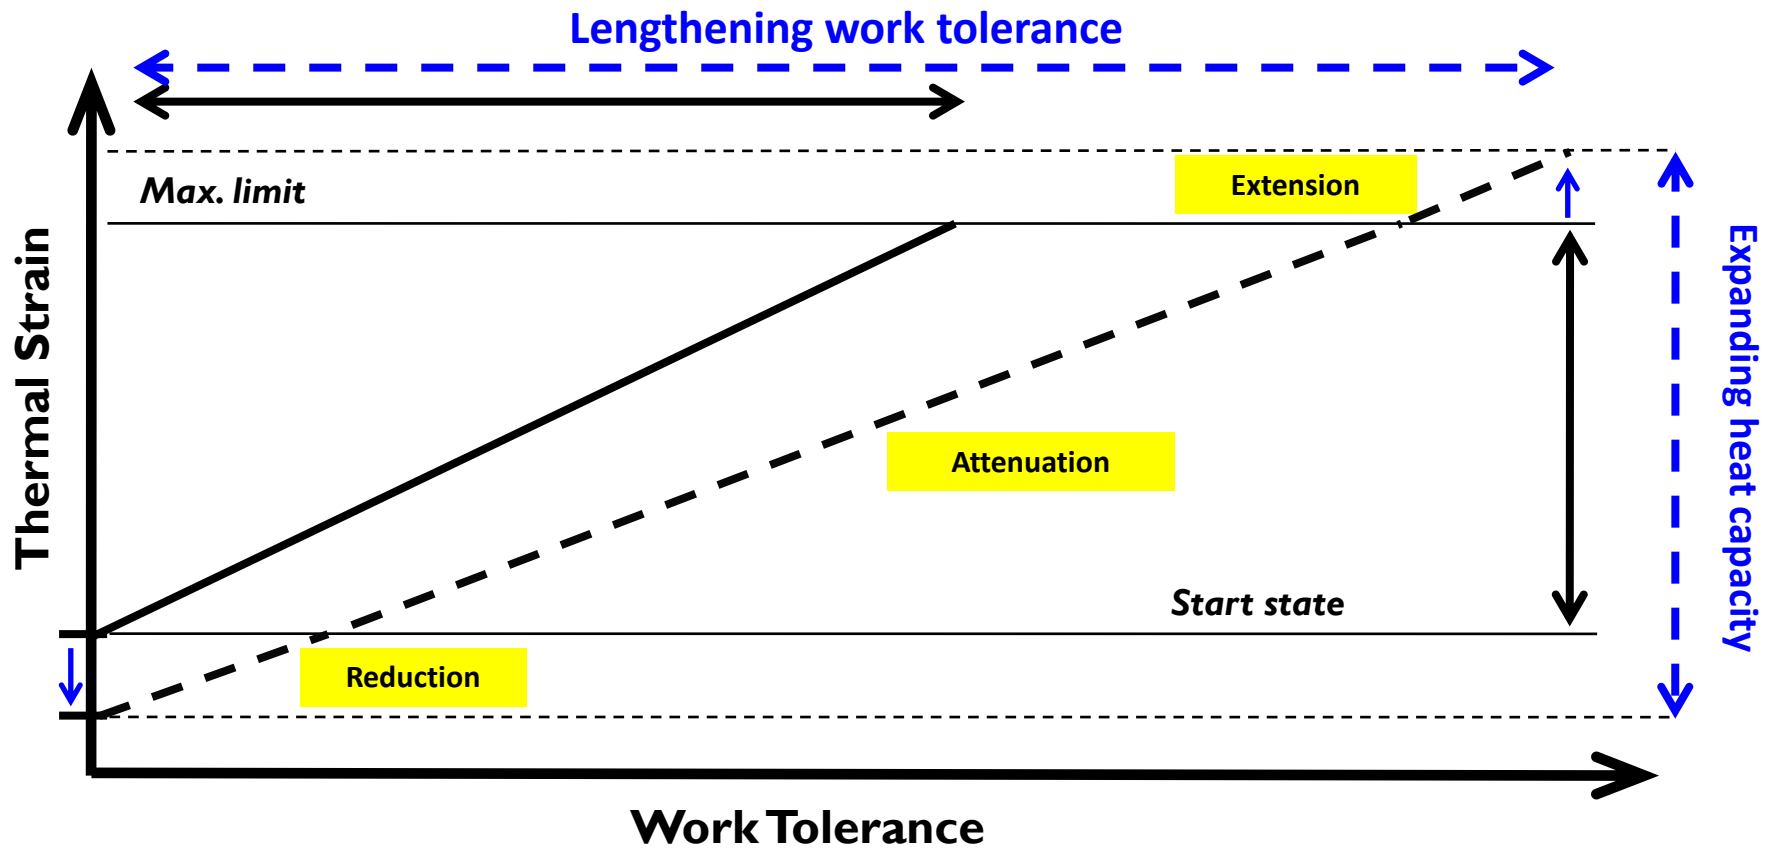 Lengthening work tolerance
Max. limit
Extension
Thermal Strain
Expanding heat capacity
Attenuation
Start state
Reduction
Work Tolerance